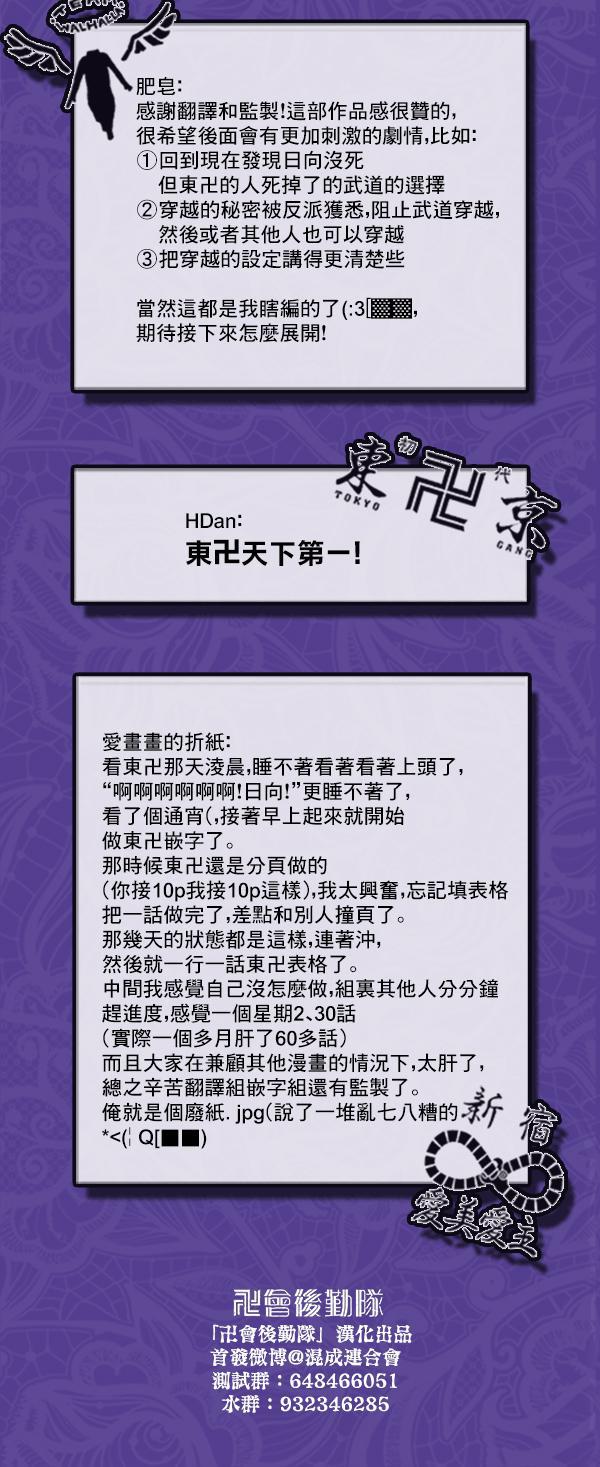 TEAM
WALHALLA
肥皂:
感謝翻譯和監製!這部作品感很贊的,
很希望後面會有更加刺激的劇情,比如:
①回到現在發現日向沒死
但東卍的人死掉了的武道的選擇
②穿越的秘密被反派獲悉,阻止武道穿越,
然後或者其他人也可以穿越
③把穿越的設定講得更清楚些
當然這都是我瞎編的了(:3[▓▓,
期待接下來怎麼展開!
初代
東卍京
TOKYO
GANG
HDan:
東卍天下第一!
愛畫畫的折紙:
看東卍那天淩晨,睡不著看著看著上頭了,
“啊啊啊啊啊啊!日向!”更睡不著了,
看了個通宵(,接著早上起來就開始
做東卍嵌字了。
那時候東卍還是分頁做的
(你接10p我接10p這樣),我太興奮,忘記填表格
把一話做完了,差點和別人撞頁了。
那幾天的狀態都是這樣,連著沖,
然後就一行一話東卍表格了。
中間我感覺自己沒怎麼做,組裏其他人分分鐘
趕進度,感覺一個星期2、30話
(實際一個多月肝了60多話)
而且大家在兼顧其他漫畫的情況下,太肝了,
總之辛苦翻譯組嵌字組還有監製了。
俺就是個廢紙. jpg(說了一堆亂七八糟的
*<(¦ Q[■■)
新宿
愛美愛主
卍會後勤隊
「卍會後勤隊」漢化出品
首發微博@混成連合會
測試群：648466051
水群：932346285